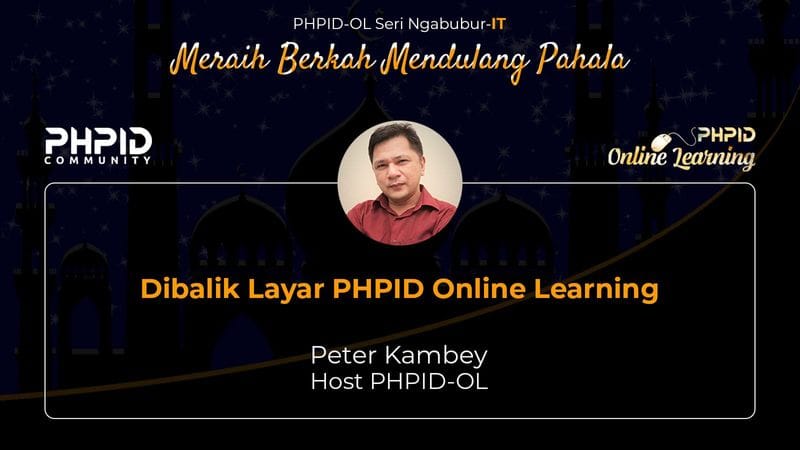 PHPID-OL Seri Ngabubur-IT
Meraih Berkah Mendulang Pahala
PHPID
COMMUNITY
PHPID
Online Learning
Dibalik Layar PHPID Online Learning
Peter Kambey
Host PHPID-OL